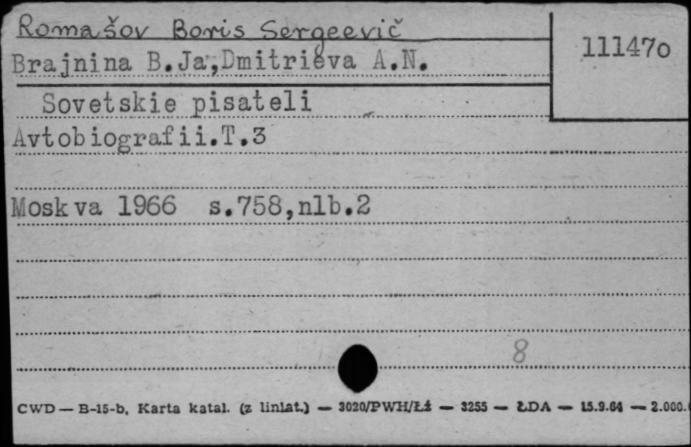 Romašov Boris Sergeevič
111470
Brajnina B.Ja.,Dmitrieva A.N.
Sovetskie pisateli
Avtobiografii.T.3
Moskva 1966 s.758,nlb.2
8
CWD — B-15-b, Karta katal. (z liniat.) — 3020/PWH/Łż — 3255 — ŁDA — 15.9.64 — 2.000.